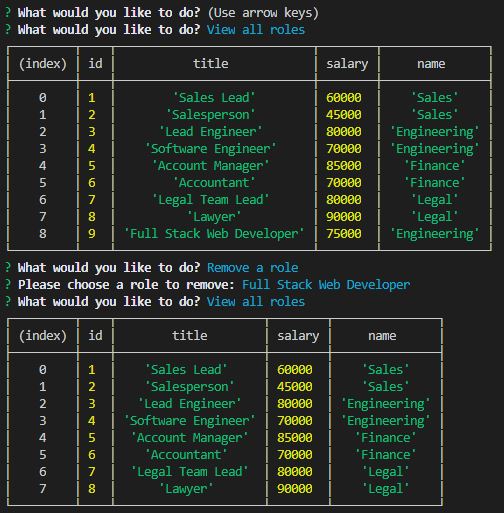 ? What would you like to do? (Use arrow keys)
? What would you like to do? View all roles
(index) id title salary name
0 1 'Sales Lead' 60000 'Sales'
1 2 'Salesperson' 45000 'Sales'
2 3 'Lead Engineer' 80000 'Engineering'
3 4 'Software Engineer' 70000 'Engineering'
4 5 'Account Manager' 85000 'Finance'
5 6 'Accountant' 70000 'Finance'
6 7 'Legal Team Lead' 80000 'Legal'
7 8 'Lawyer' 90000 'Legal'
8 9 'Full Stack Web Developer' 75000 'Engineering'
? What would you like to do? Remove a role
? Please choose a role to remove: Full Stack Web Developer
? What would you like to do? View all roles
(index) id title salary name
0 1 'Sales Lead' 60000 'Sales'
1 2 'Salesperson' 45000 'Sales'
2 3 'Lead Engineer' 80000 'Engineering'
3 4 'Software Engineer' 70000 'Engineering'
4 5 'Account Manager' 85000 'Finance'
5 6 'Accountant' 70000 'Finance'
6 7 'Legal Team Lead' 80000 'Legal'
7 8 'Lawyer' 90000 'Legal'